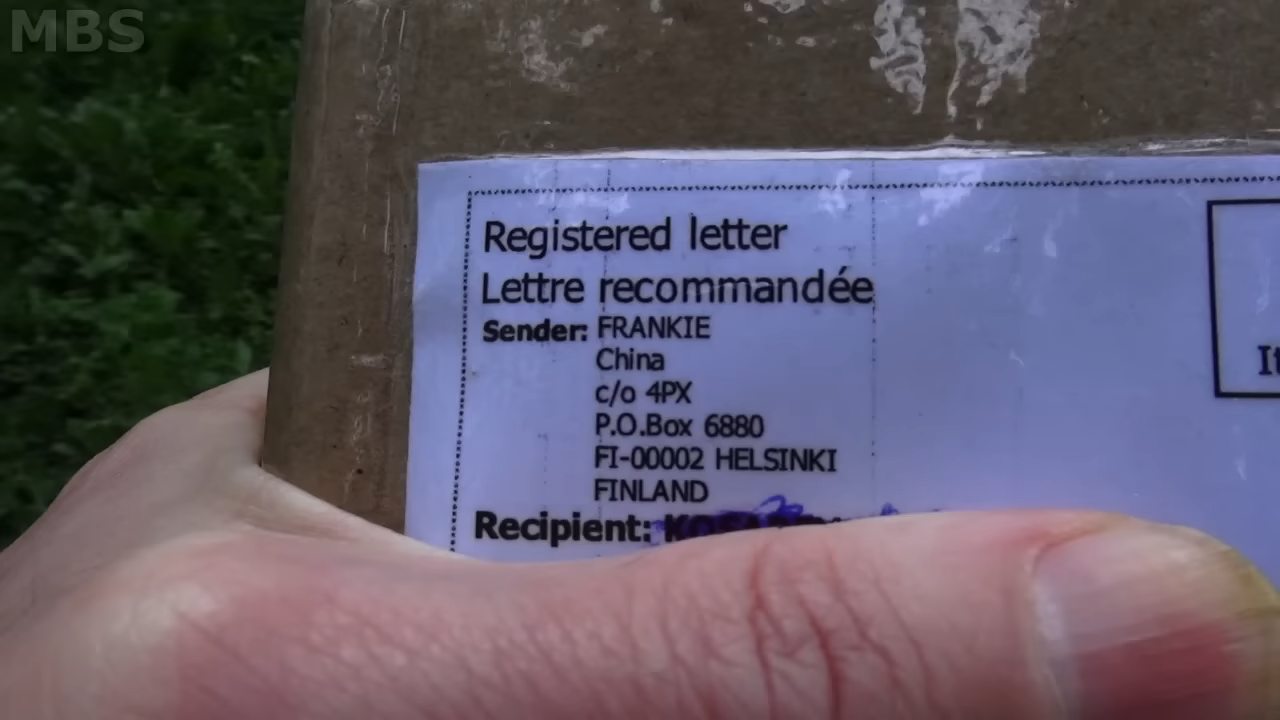 MBS
Registered letter
Lettre recommandée
Sender: FRANKIE
China
c/o 4PX
P.O.Box 6880
FI-00002 HELSINKI
FINLAND
Recipient: